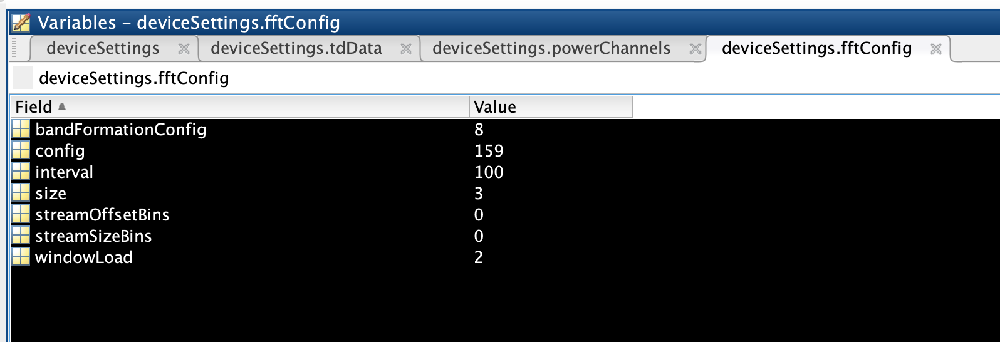 Variables – deviceSettings.fftConfig
deviceSettings deviceSettings.tdData deviceSettings.powerChannels deviceSettings.fftConfig
deviceSettings.fftConfig
Field Value
bandFormationConfig 8
config 159
interval 100
size 3
streamOffsetBins 0
streamSizeBins 0
windowLoad 2